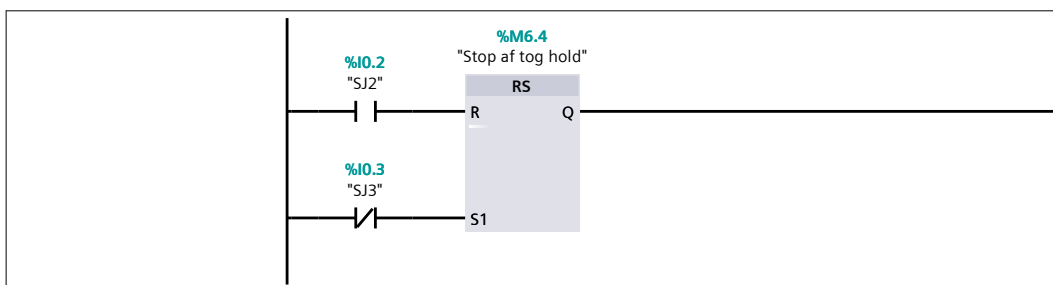 %M6.4
"Stop af tog hold"
%I0.2
"SJ2"
RS
R Q
%I0.3
"SJ3"
S1